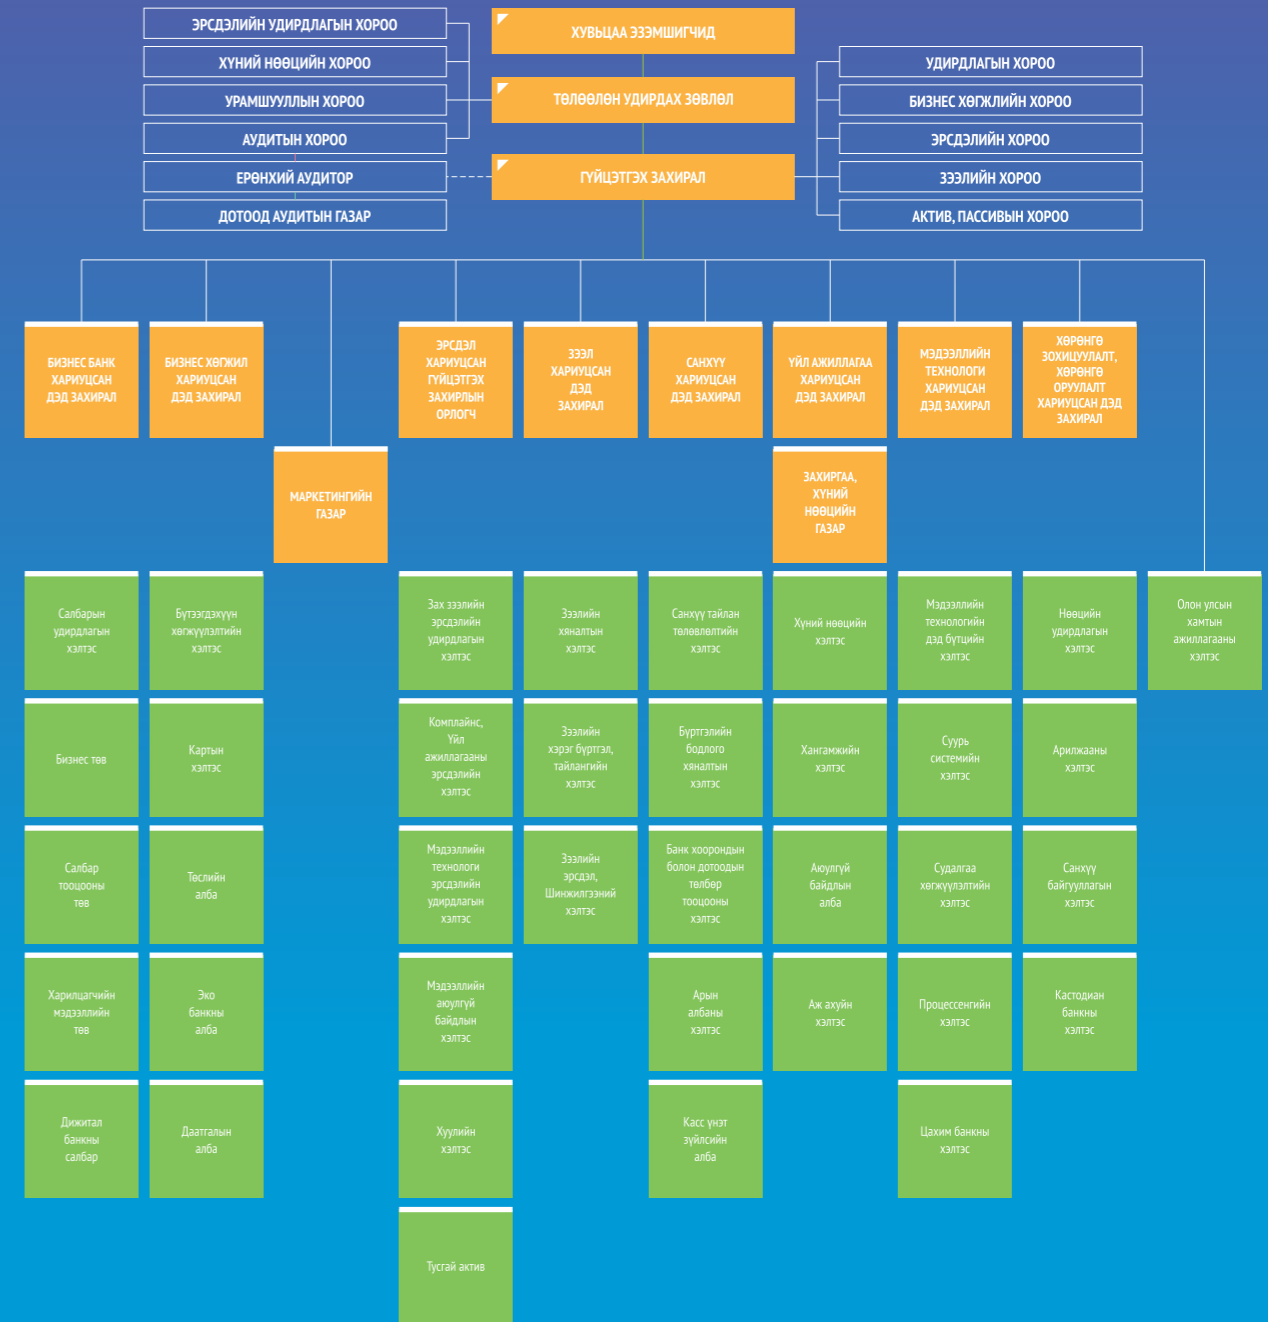 ЭРСДЭЛИЙН УДИРДЛАГЫН ХОРОО
ХҮНИЙ НӨӨЦИЙН ХОРОО
УРАМШУУЛЛЫН ХОРОО
АУДИТЫН ХОРОО
ЕРӨНХИЙ АУДИТОР
ДОТООД АУДИТЫН ГАЗАР
ХУВЬЦАА ЭЗЭМШИГЧИД
ТӨЛӨӨЛӨН УДИРДАХ ЗӨВЛӨЛ
ГҮЙЦЭТГЭХ ЗАХИРАЛ
УДИРДЛАГЫН ХОРОО
БИЗНЕС ХӨГЖЛИЙН ХОРОО
ЭРСДЭЛИЙН ХОРОО
ЗЭЭЛИЙН ХОРОО
АКТИВ, ПАССИВЫН ХОРОО
БИЗНЕС БАНК
ХАРИУЦСАН
ДЭД ЗАХИРАЛ
БИЗНЕС ХӨГЖИЛ
ХАРИУЦСАН
ДЭД ЗАХИРАЛ
ЭРСДЭЛ
ХАРИУЦСАН
ГҮЙЦЭТГЭХ
ЗАХИРЛЫН
ОРЛОГЧ
ЗЭЭЛ
ХАРИУЦСАН
ДЭД
ЗАХИРАЛ
САНХҮҮ
ХАРИУЦСАН
ДЭД ЗАХИРАЛ
ҮЙЛ АЖИЛЛАГАА
ХАРИУЦСАН
ДЭД ЗАХИРАЛ
МЭДЭЭЛЛИЙН
ТЕХНОЛОГИ
ХАРИУЦСАН
ДЭД ЗАХИРАЛ
ХӨРӨНГӨ
ЗОХИЦУУЛАЛТ,
ХӨРӨНГӨ
ОРУУЛАЛТ
ХАРИУЦСАН ДЭД
ЗАХИРАЛ
МАРКЕТИНГИЙН
ГАЗАР
ЗАХИРГАА,
ХҮНИЙ
НӨӨЦИЙН
ГАЗАР
Салбарын
удирдлагын
хэлтэс
Бүтээгдэхүүн
хөгжүүлэлтийн
хэлтэс
Зах зээлийн
эрсдэлийн
удирдлагын
хэлтэс
Зээлийн
хяналтын
хэлтэс
Санхүү тайлан
төлөвлөлтийн
хэлтэс
Хүний нөөцийн
хэлтэс
Мэдээллийн
технологийн
дэд бүтцийн
хэлтэс
Нөөцийн
удирдлагын
хэлтэс
Олон улсын
хамтын
ажиллагааны
хэлтэс
Бизнес төв
Картын
хэлтэс
Комплайнс,
Үйл
ажиллагааны
эрсдэлийн
хэлтэс
Зээлийн
хэрэг бүртгэл,
тайлангийн
хэлтэс
Бүртгэлийн
бодлого
хяналтын
хэлтэс
Хангамжийн
хэлтэс
Суурь
системийн
хэлтэс
Арилжааны
хэлтэс
Салбар
тооцооны
төв
Төслийн
алба
Мэдээллийн
технологи
эрсдэлийн
удирдлагын
хэлтэс
Зээлийн
эрсдэл,
Шинжилгээний
хэлтэс
Банк хоорондын
болон дотоодын
төлбөр
тооцооны
хэлтэс
Аюулгүй
байдлын
алба
Судалгаа
хөгжүүлэлтийн
хэлтэс
Санхүү
байгууллагын
хэлтэс
Харилцагчийн
мэдээллийн
төв
Эко
банкны
алба
Мэдээллийн
аюулгүй
байдлын
хэлтэс
Арын
албаны
хэлтэс
Аж ахуйн
хэлтэс
Процессенгийн
хэлтэс
Кастодиан
банкны
хэлтэс
Дижитал
банкны
салбар
Даатгалын
алба
Хуулийн
хэлтэс
Касс үнэт
зүйлсийн
алба
Цахим банкны
хэлтэс
Тусгай актив